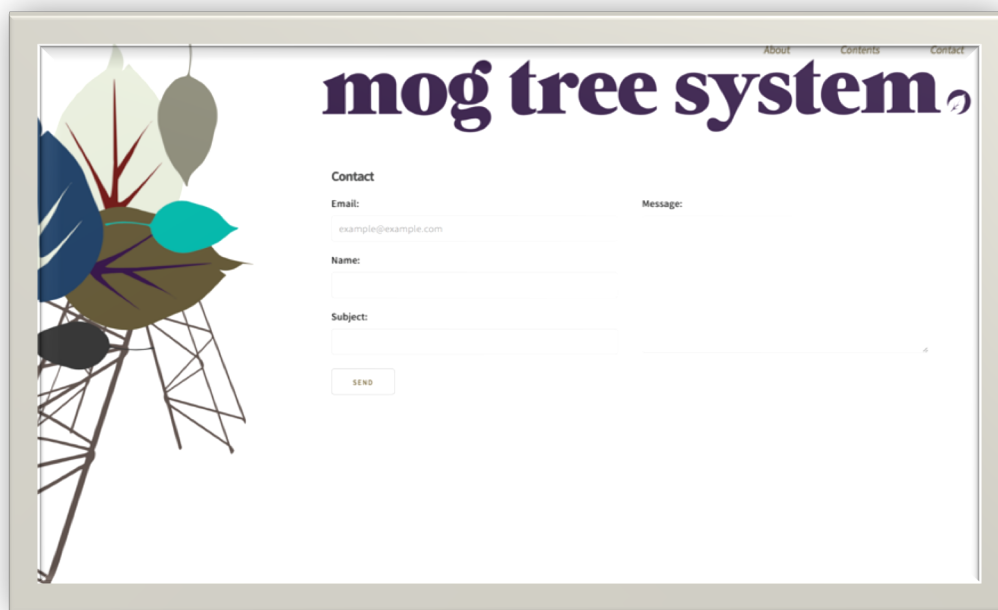 About Contents Contact
mog tree system
Contact
Email: Message:
example@example.com
Name:
Subject:
SEND